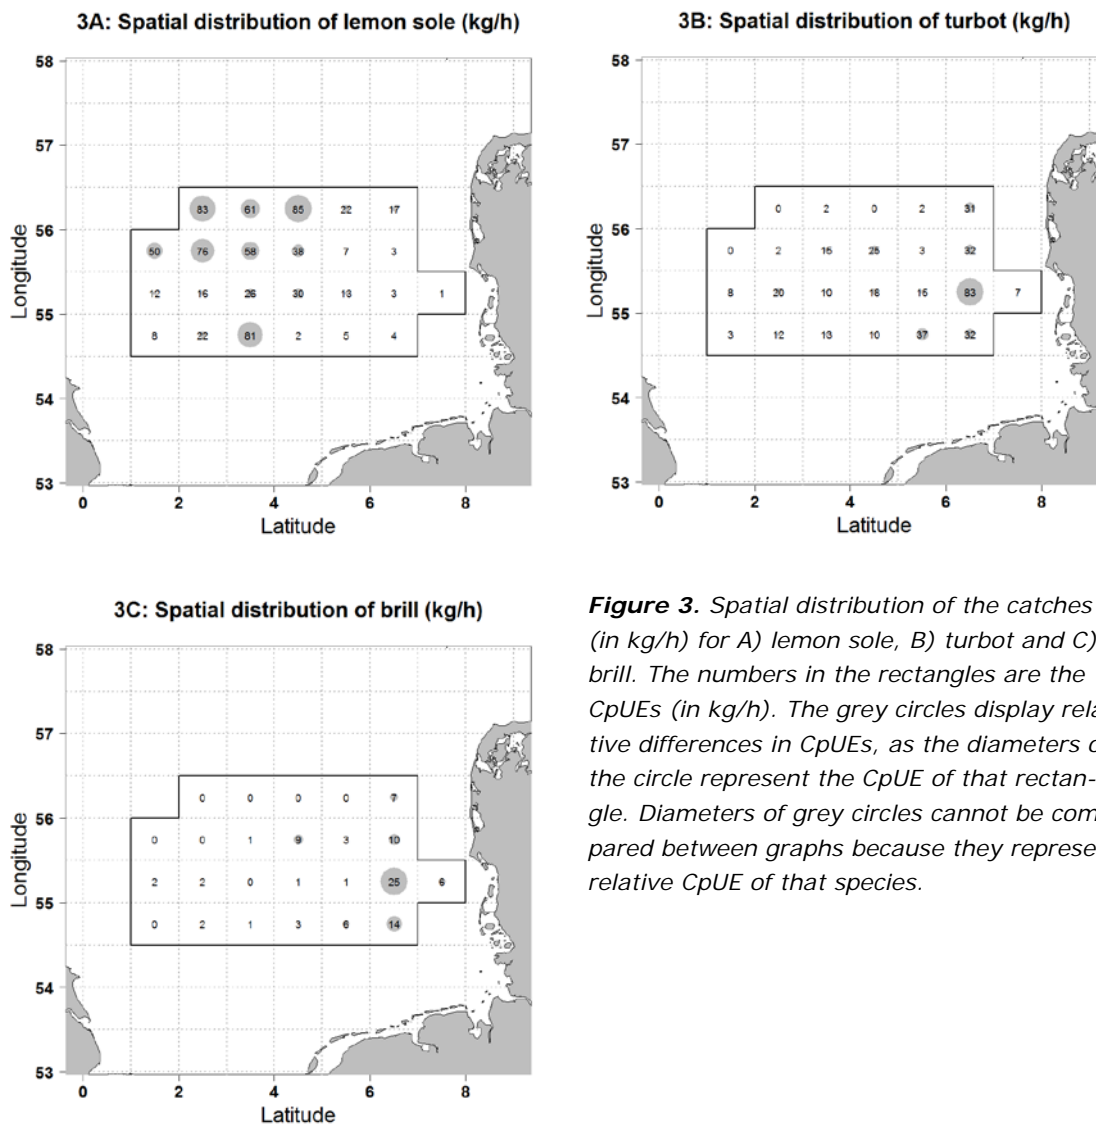 3A: Spatial distribution of lemon sole (kg/h)
58
57
56
55
54
53
Longitude
83 61 85 22 17
50 76 58 38 7 3
12 16 26 30 13 3 1
8 22 81 2 5 4
0 2 4 6 8
Latitude
3B: Spatial distribution of turbot (kg/h)
58
57
56
55
54
53
Longitude
0 2 0 2 31
0 2 15 25 3 32
8 20 10 18 15 83 7
3 12 13 10 37 32
0 2 4 6 8
Latitude
3C: Spatial distribution of brill (kg/h)
58
57
56
55
54
53
Longitude
0 0 0 0 7
0 0 1 9 3 10
2 2 0 1 1 25 6
0 2 1 3 6 14
0 2 4 6 8
Latitude
Figure 3. Spatial distribution of the catches
(in kg/h) for A) lemon sole, B) turbot and C)
brill. The numbers in the rectangles are the
CpUEs (in kg/h). The grey circles display rela
tive differences in CpUEs, as the diameters o
the circle represent the CpUE of that rectan-
gle. Diameters of grey circles cannot be com
pared between graphs because they represe
relative CpUE of that species.